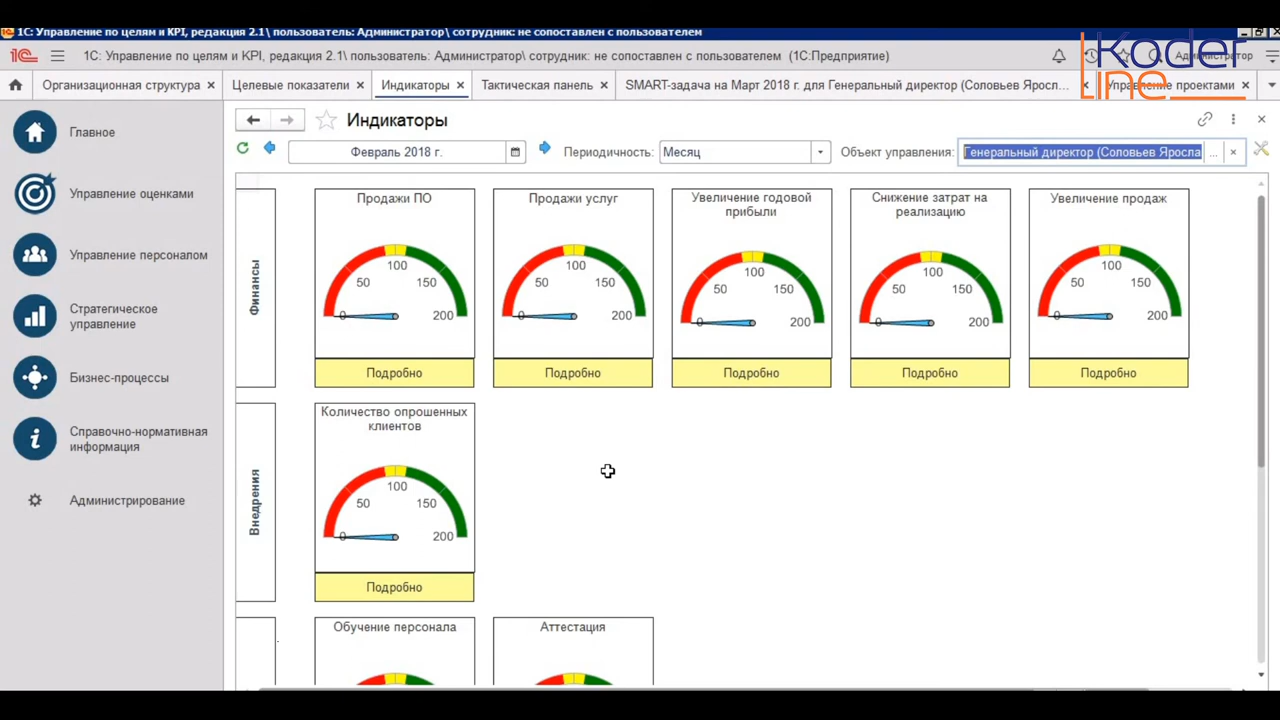 1С: Управление по целям и KPI, редакция 2.1\ пользователь: Администратор\ сотрудник: не сопоставлен с пользователем
1С: Управление по целям и KPI, редакция 2.1\ пользователь: Администратор\ сотрудник: не сопоставлен с пользователем (1С:Предприятие)
Администратор
Koder
Line
Организационная структура
Целевые показатели
Индикаторы
Тактическая панель
SMART-задача на Март 2018 г. для Генеральный директор (Соловьев Яросл...
Управление проектами
Главное
Управление оценками
Управление персоналом
Стратегическое
управление
Бизнес-процессы
Справочно-нормативная
информация
Администрирование
Индикаторы
Февраль 2018 г.
Периодичность:
Месяц
Объект управления:
Генеральный директор (Соловьев Яросла
...
Финансы
Продажи ПО
0
50
100
150
200
Подробно
Продажи услуг
0
50
100
150
200
Подробно
Увеличение годовой
прибыли
0
50
100
150
200
Подробно
Снижение затрат на
реализацию
0
50
100
150
200
Подробно
Увеличение продаж
0
50
100
150
200
Подробно
Внедрения
Количество опрошенных
клиентов
0
50
100
150
200
Подробно
Обучение персонала
Аттестация